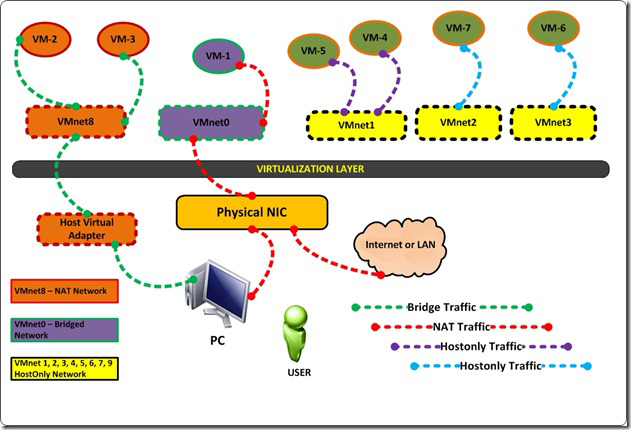 VM-2
VM-3
VM-1
VM-5
VM-4
VM-7
VM-6
VMnet8
VMnet0
VMnet1
VMnet2
VMnet3
VIRTUALIZATION LAYER
Host Virtual
Adapter
Physical NIC
Internet or LAN
VMnet8 – NAT Network
VMnet0 – Bridged
Network
VMnet 1, 2, 3, 4, 5, 6, 7, 9
HostOnly Network
PC
USER
Bridge Traffic
NAT Traffic
Hostonly Traffic
Hostonly Traffic